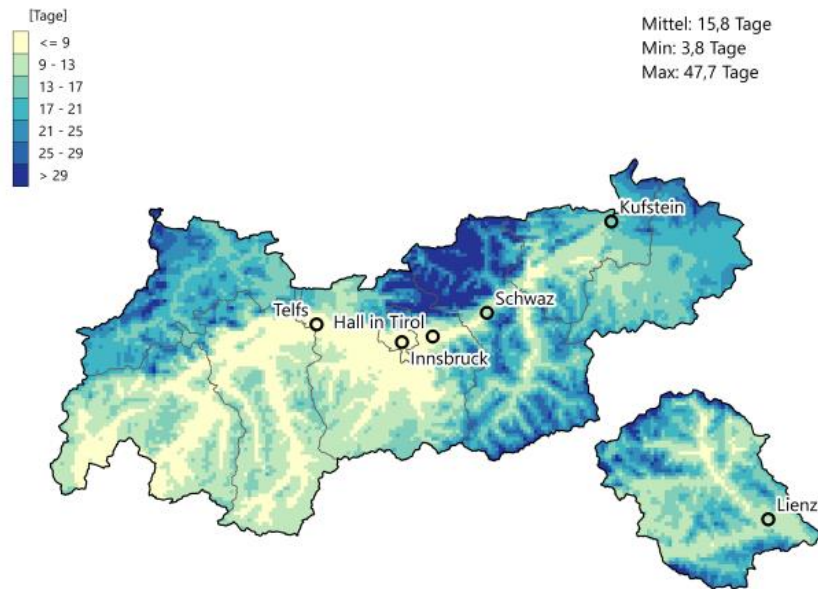 [Tage]
<= 9
9 - 13
13 - 17
17 - 21
21 - 25
25 - 29
> 29
Mittel: 15,8 Tage
Min: 3,8 Tage
Max: 47,7 Tage
Kufstein
Schwaz
Telfs
Hall in Tirol
Innsbruck
Lienz